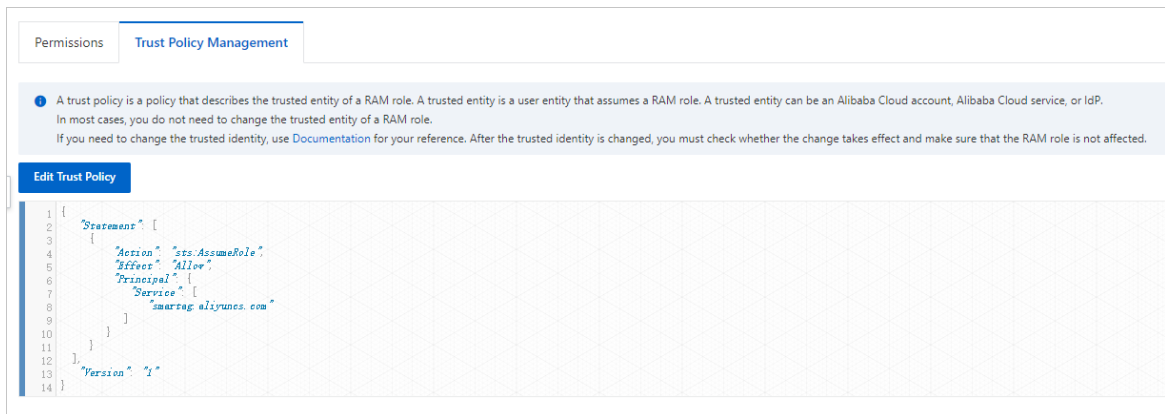 Permissions
Trust Policy Management
A trust policy is a policy that describes the trusted entity of a RAM role. A trusted entity is a user entity that assumes a RAM role. A trusted entity can be an Alibaba Cloud account, Alibaba Cloud service, or IdP.
In most cases, you do not need to change the trusted entity of a RAM role.
If you need to change the trusted identity, use Documentation for your reference. After the trusted identity is changed, you must check whether the change takes effect and make sure that the RAM role is not affected.
Edit Trust Policy
1 {
2 "Statement": [
3 {
4 "Action": "sts:AssumeRole",
5 "Effect": "Allow",
6 "Principal": {
7 "Service": [
8 "smartag.aliyuncs.com"
9 ]
10 }
11 }
12 ],
13 "Version": "1"
14 }